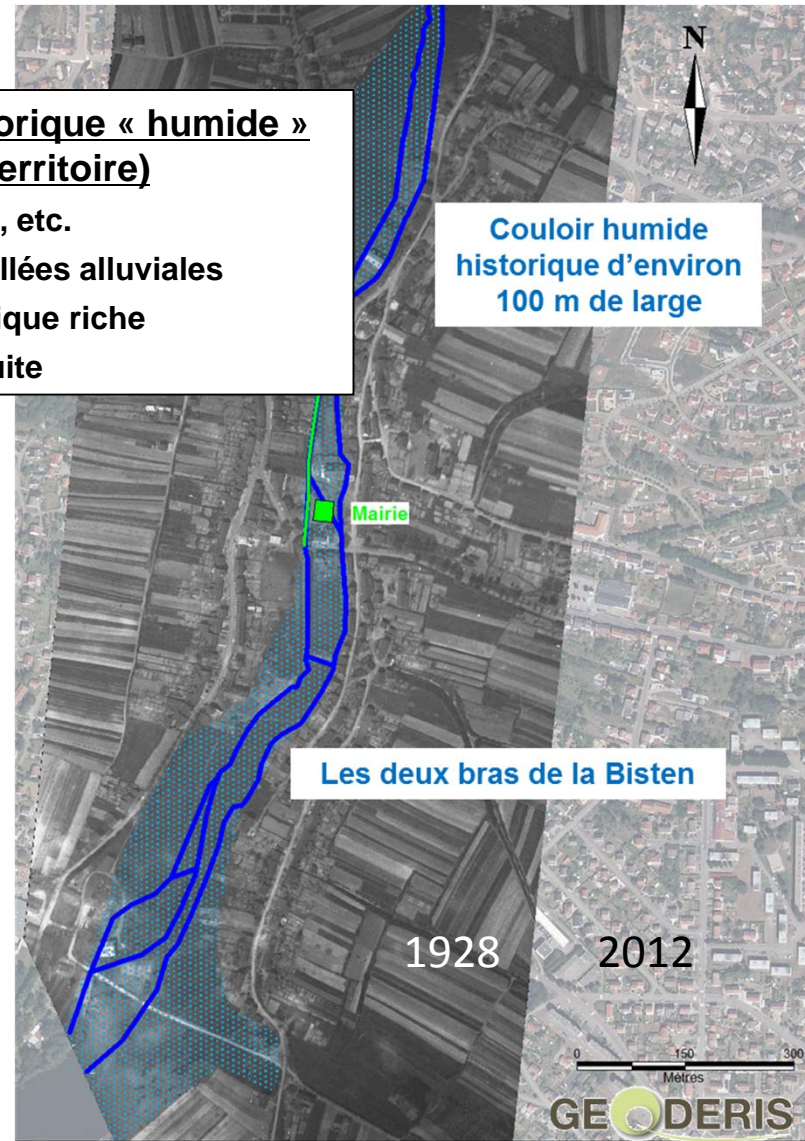 orique « humide »
erritoire)
, etc.
llées alluviales
ique riche
uite
N
Couloir humide
historique d’environ
100 m de large
Mairie
Les deux bras de la Bisten
1928
2012
0 150 300
Mètres
GEODERIS